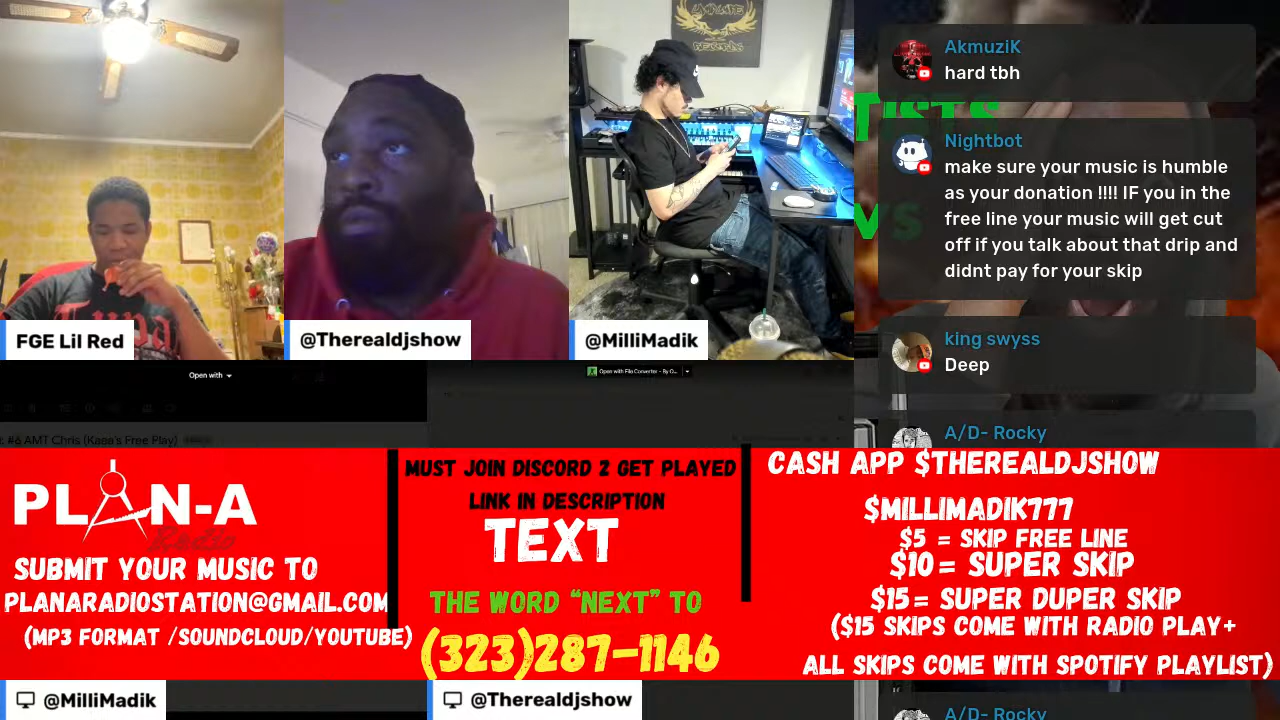 FGE Lil Red
@Therealdjshow
@MilliMadik
AkmuziK
hard tbh
Nightbot
make sure your music is humble
as your donation !!!! IF you in the
free line your music will get cut
off if you talk about that drip and
didnt pay for your skip
king swyss
Deep
A/D- Rocky
Open with
#6 AMT Chris (Kaea's Free Play)
PLAN-A
Radio
SUBMIT YOUR MUSIC TO
PLANARADIOSTATION@GMAIL.COM
(MP3 FORMAT /SOUNDCLOUD/YOUTUBE)
MUST JOIN DISCORD 2 GET PLAYED
LINK IN DESCRIPTION
TEXT
THE WORD “NEXT” TO
(323)287-1146
CASH APP $THEREALDJSHOW
$MILLIMADIK777
$5 = SKIP FREE LINE
$10 = SUPER SKIP
$15 = SUPER DUPER SKIP
($15 SKIPS COME WITH RADIO PLAY+
ALL SKIPS COME WITH SPOTIFY PLAYLIST)
@MilliMadik
@Therealdjshow
A/D- Rocky